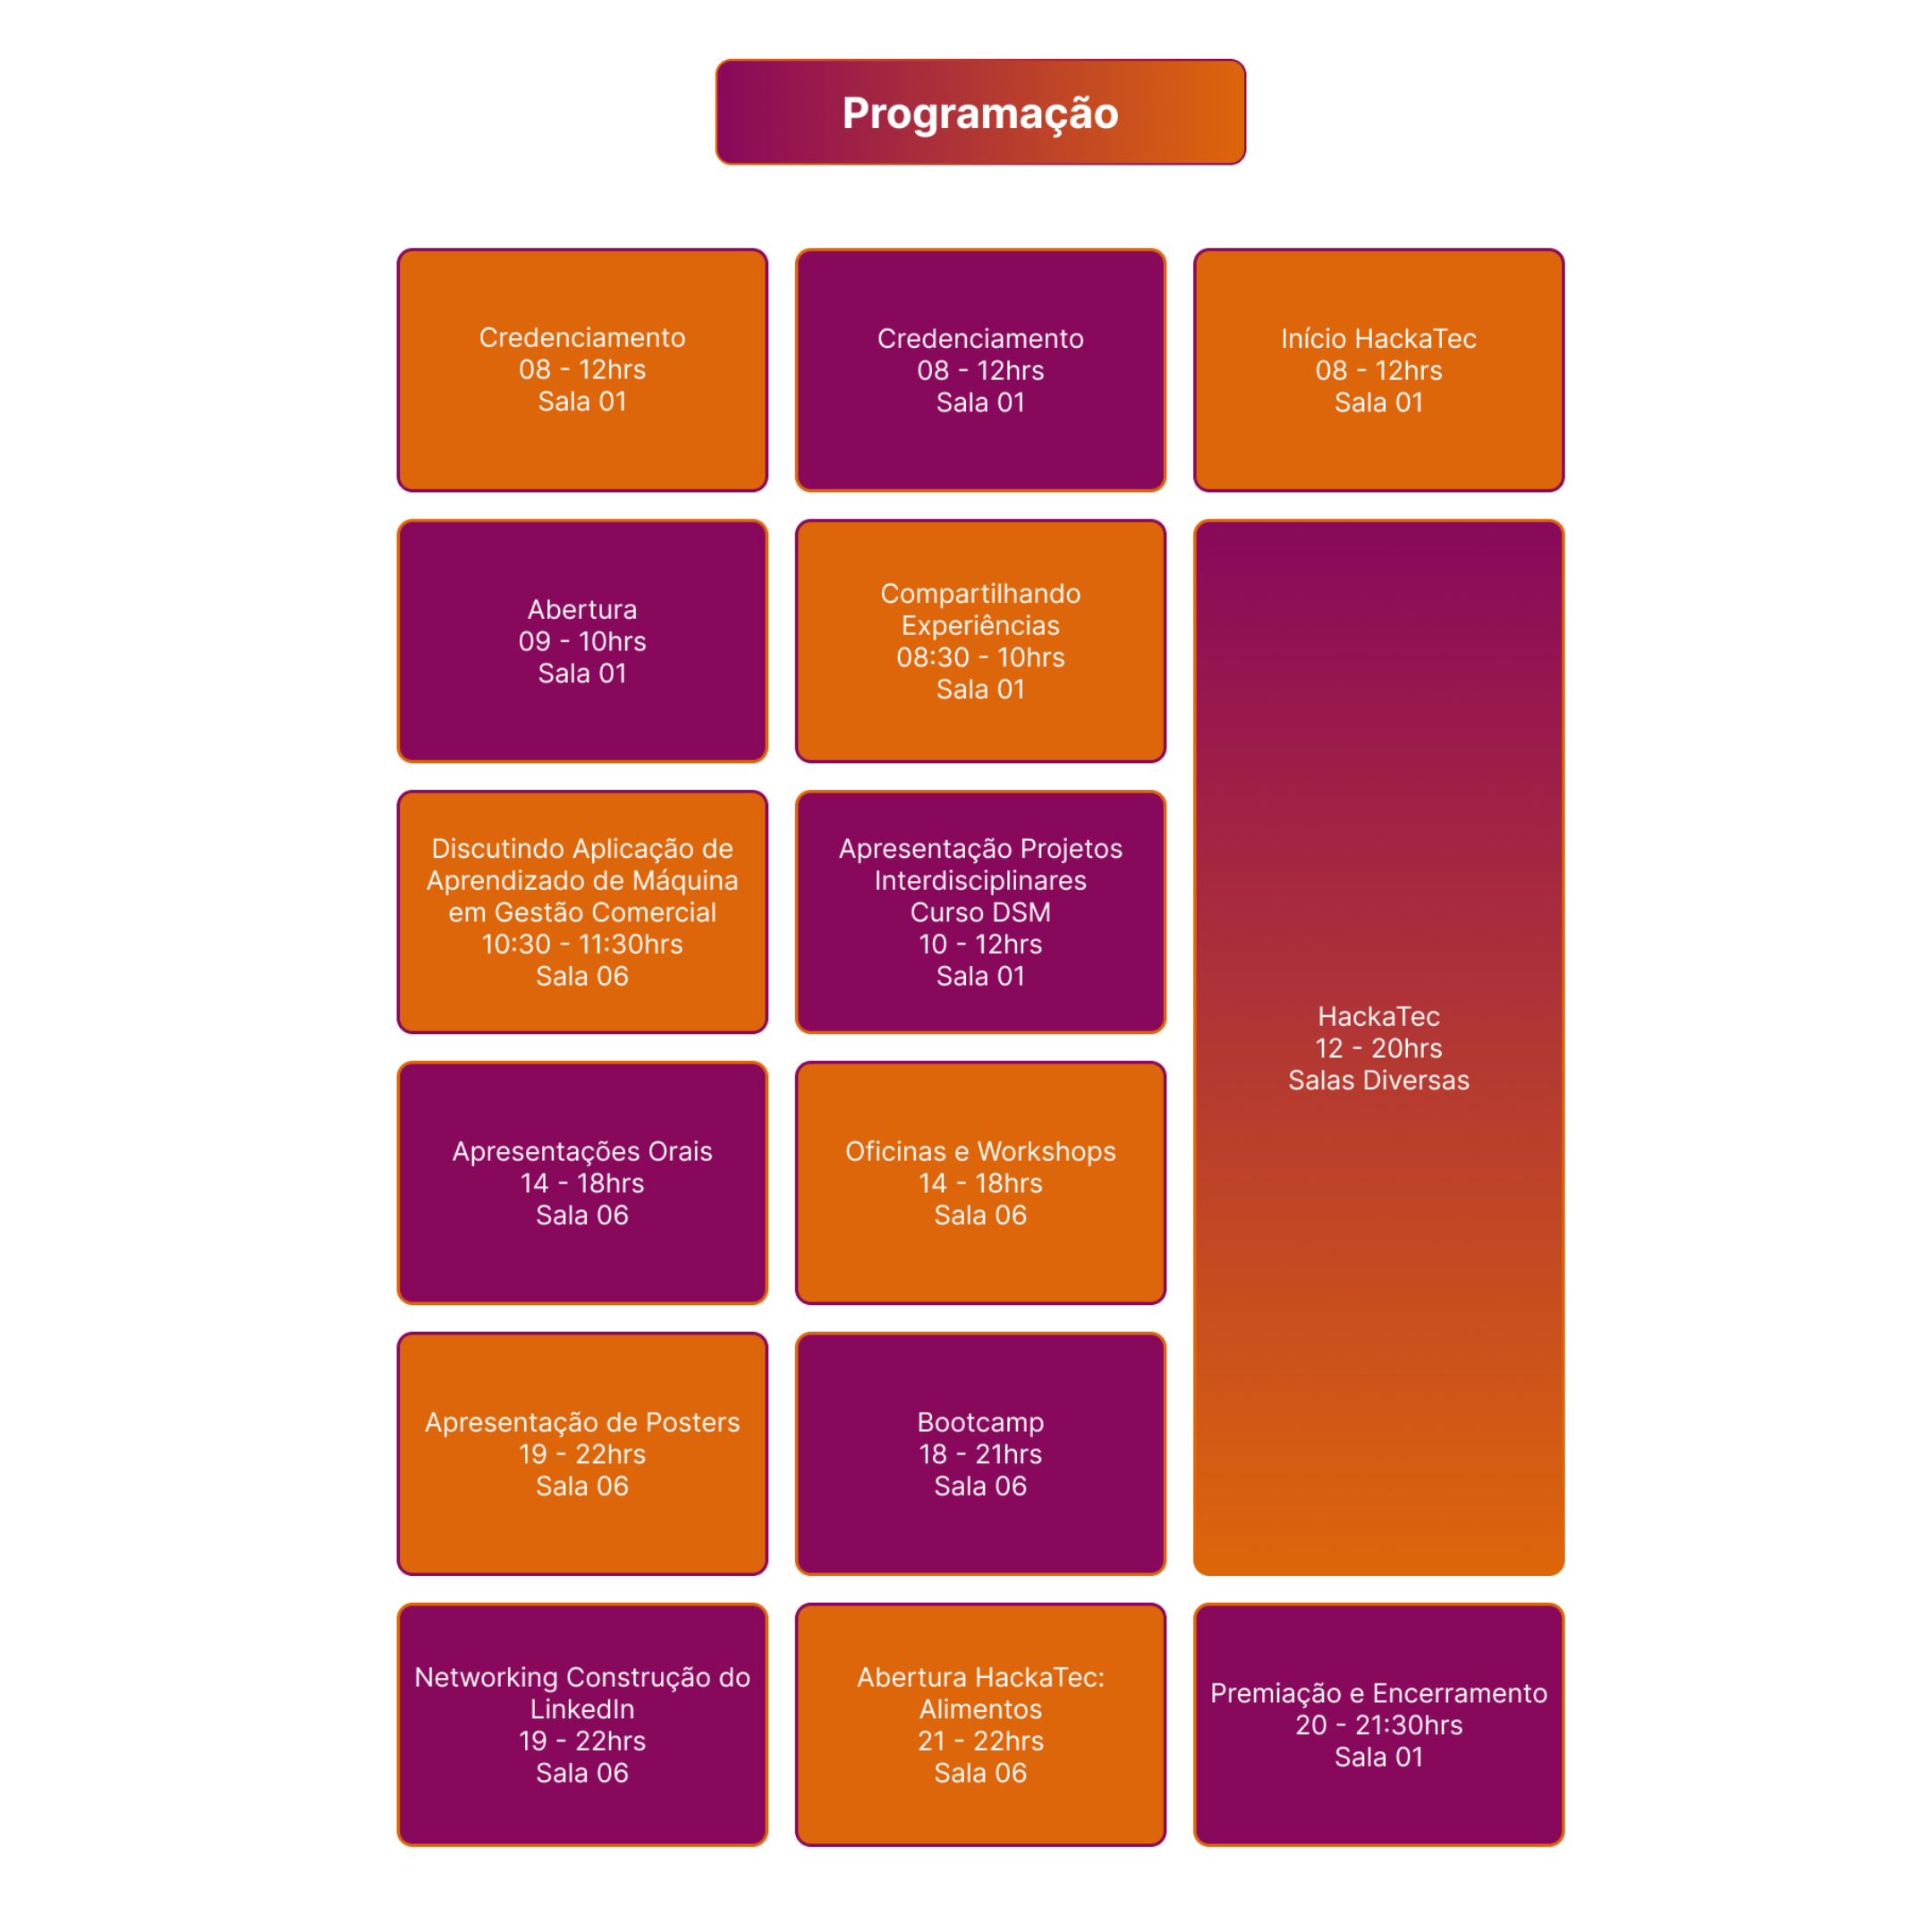 Programação
Credenciamento
08 - 12hrs
Sala 01
Credenciamento
08 - 12hrs
Sala 01
Início HackaTec
08 - 12hrs
Sala 01
Abertura
09 - 10hrs
Sala 01
Compartilhando
Experiências
08:30 - 10hrs
Sala 01
HackaTec
12 - 20hrs
Salas Diversas
Discutindo Aplicação de
Aprendizado de Máquina
em Gestão Comercial
10:30 - 11:30hrs
Sala 06
Apresentação Projetos
Interdisciplinares
Curso DSM
10 - 12hrs
Sala 01
Apresentações Orais
14 - 18hrs
Sala 06
Oficinas e Workshops
14 - 18hrs
Sala 06
Apresentação de Posters
19 - 22hrs
Sala 06
Bootcamp
18 - 21hrs
Sala 06
Networking Construção do
LinkedIn
19 - 22hrs
Sala 06
Abertura HackaTec:
Alimentos
21 - 22hrs
Sala 06
Premiação e Encerramento
20 - 21:30hrs
Sala 01